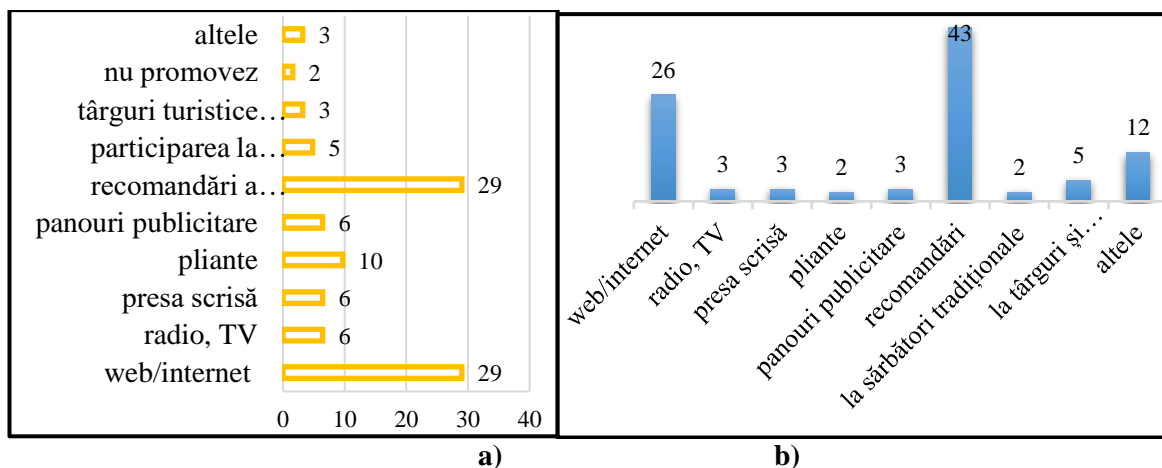 altele 3
nu promovez 2
târguri turistice… 3
participarea la… 5
recomandări a… 29
panouri publicitare 6
pliante 10
presa scrisă 6
radio, TV 6
web/internet 29
0 10 20 30 40
a)
26
3
3
2
3
43
2
5
12
web/internet
radio, TV
presa scrisă
pliante
panouri publicitare
recomandări
la sărbători tradiționale
la târguri și…
altele
b)